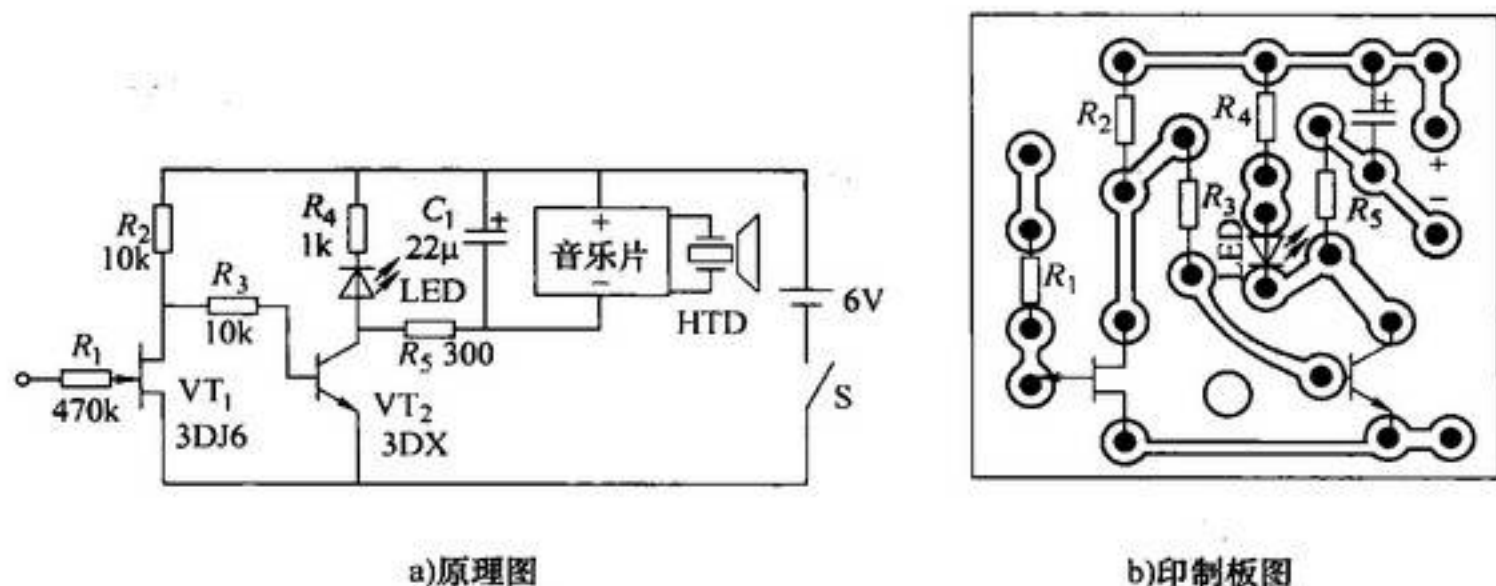 R2
10k
R4
1k
C1
22μ
+
LED
R3
10k
R1
470k
VT1
3DJ6
VT2
3DX
R5 300
+
音乐片
−
HTD
6V
S
a)原理图
R2
R4
+
R3
LED
R5
+
−
R1
b)印制板图